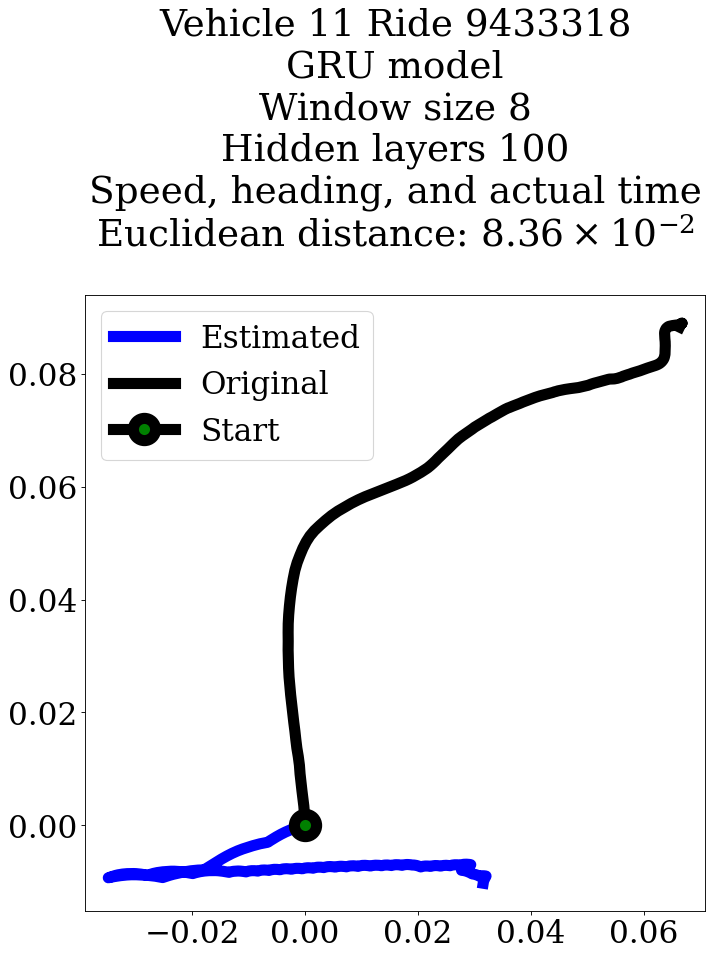 Vehicle 11 Ride 9433318
GRU model
Window size 8
Hidden layers 100
Speed, heading, and actual time
Euclidean distance: 8.36 × 10⁻²
Estimated
Original
Start
0.08
0.06
0.04
0.02
0.00
−0.02 0.00 0.02 0.04 0.06